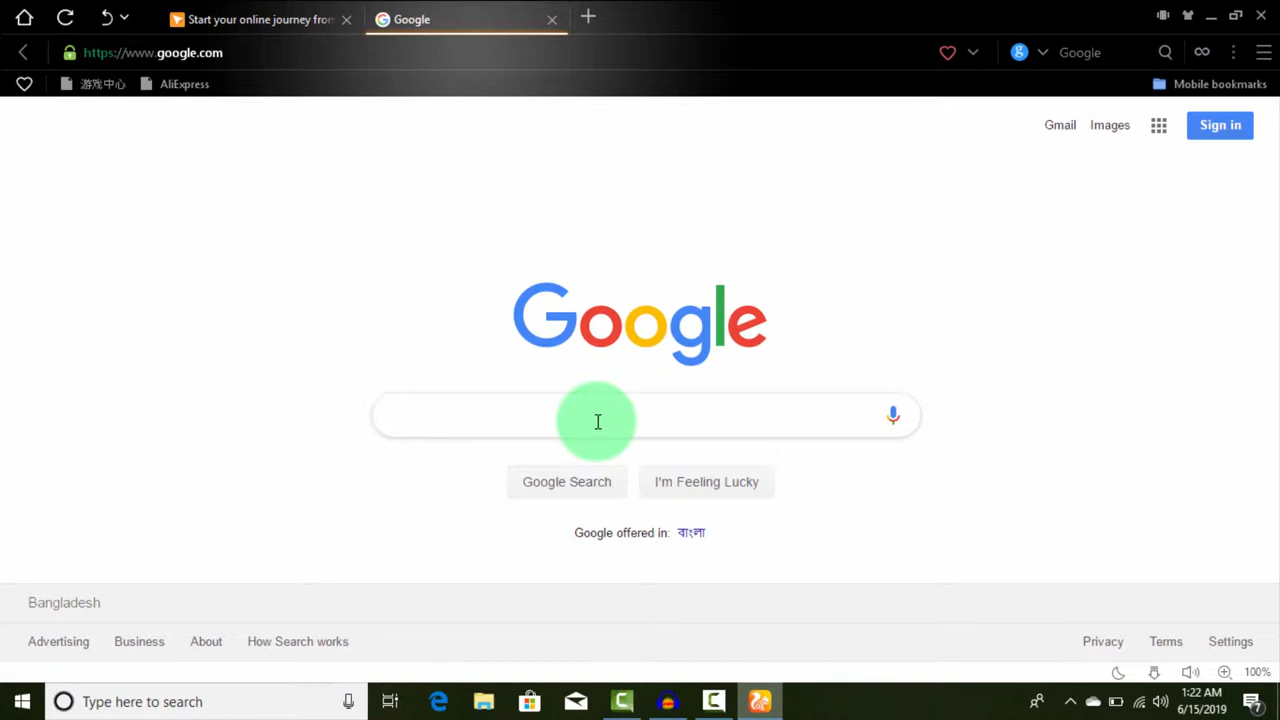 Start your online journey from
Google
https://www.google.com
Google
游戏中心
AliExpress
Mobile bookmarks
Gmail
Images
Sign in
Google
Google Search
I'm Feeling Lucky
Google offered in: বাংলা
Bangladesh
Advertising
Business
About
How Search works
Privacy
Terms
Settings
100%
Type here to search
1:22 AM
6/15/2019
7